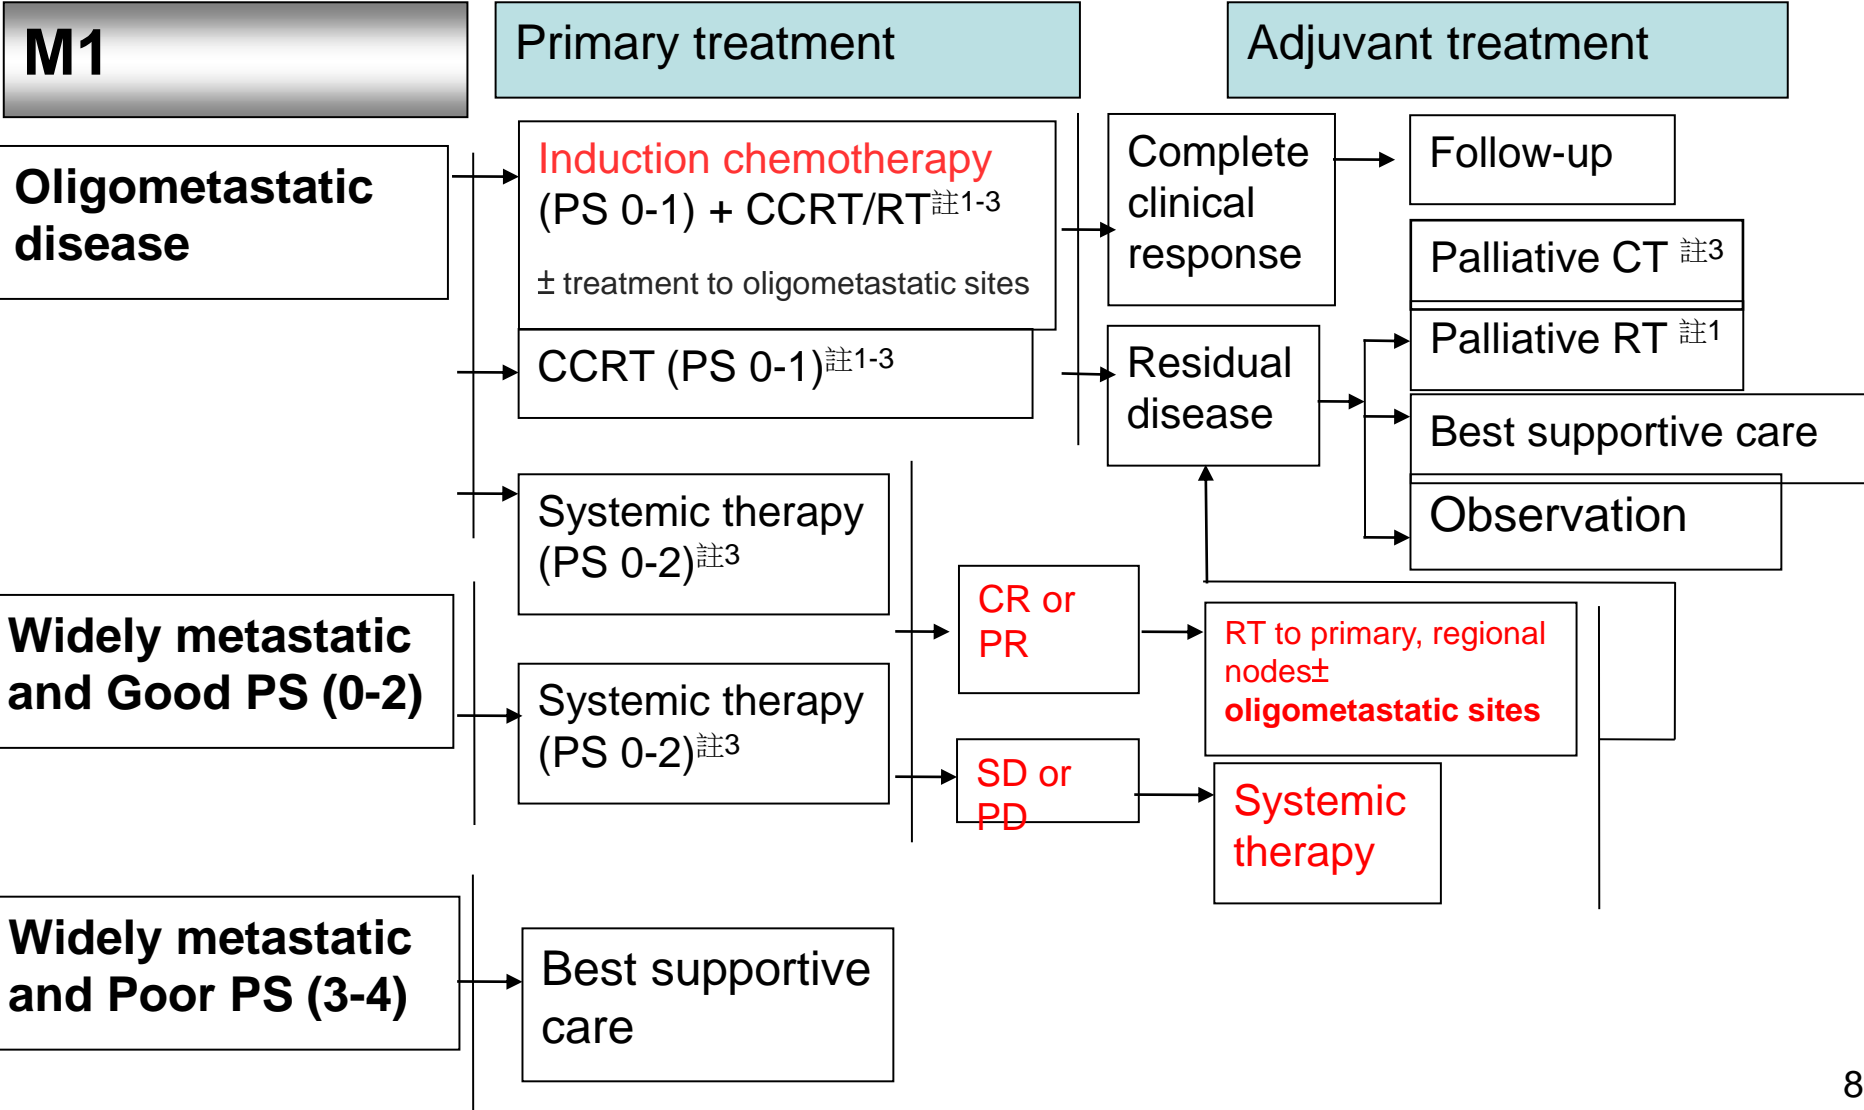 M1
Primary treatment
Adjuvant treatment
Oligometastatic
disease
Induction chemotherapy
(PS 0-1) + CCRT/RT註1-3
± treatment to oligometastatic sites
CCRT (PS 0-1)註1-3
Systemic therapy
(PS 0-2)註3
Complete
clinical
response
Follow-up
Residual
disease
Palliative CT 註3
Palliative RT 註1
Best supportive care
Observation
Widely metastatic
and Good PS (0-2)
Systemic therapy
(PS 0-2)註3
CR or
PR
RT to primary, regional
nodes±
oligometastatic sites
SD or
PD
Systemic
therapy
Widely metastatic
and Poor PS (3-4)
Best supportive
care
8